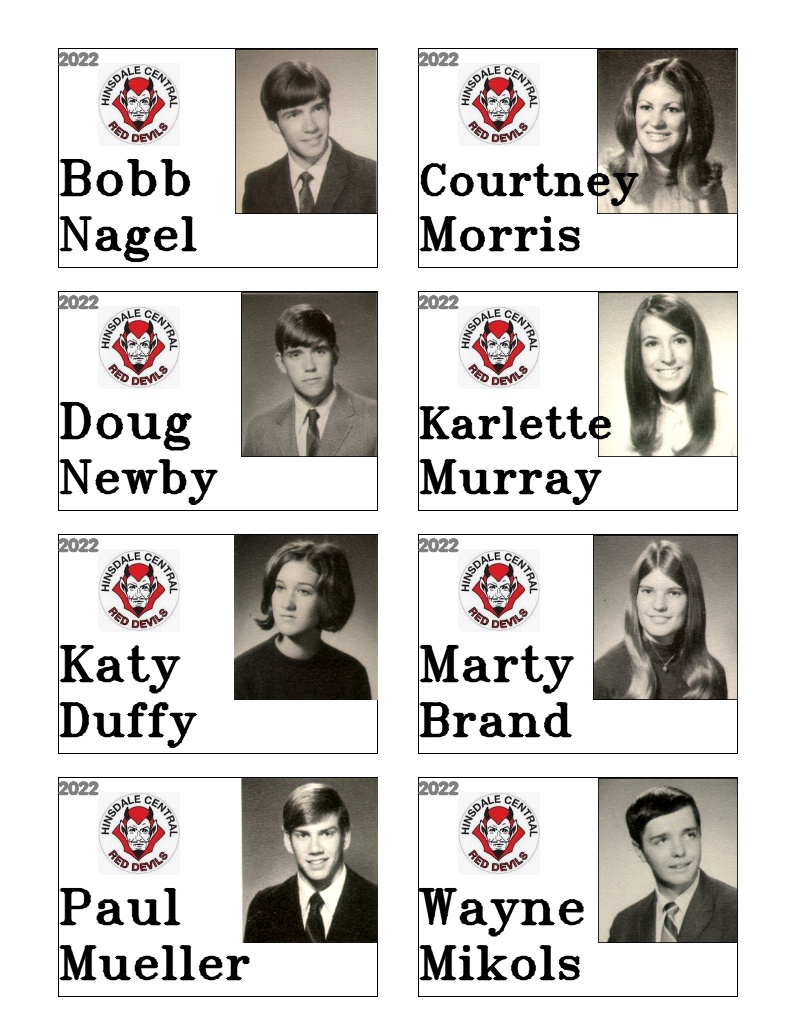 2022
HINSDALE CENTRAL
RED DEVILS
Bobb
Nagel
2022
HINSDALE CENTRAL
RED DEVILS
Courtney
Morris
2022
HINSDALE CENTRAL
RED DEVILS
Doug
Newby
2022
HINSDALE CENTRAL
RED DEVILS
Karlette
Murray
2022
HINSDALE CENTRAL
RED DEVILS
Katy
Duffy
2022
HINSDALE CENTRAL
RED DEVILS
Marty
Brand
2022
HINSDALE CENTRAL
RED DEVILS
Paul
Mueller
2022
HINSDALE CENTRAL
RED DEVILS
Wayne
Mikols